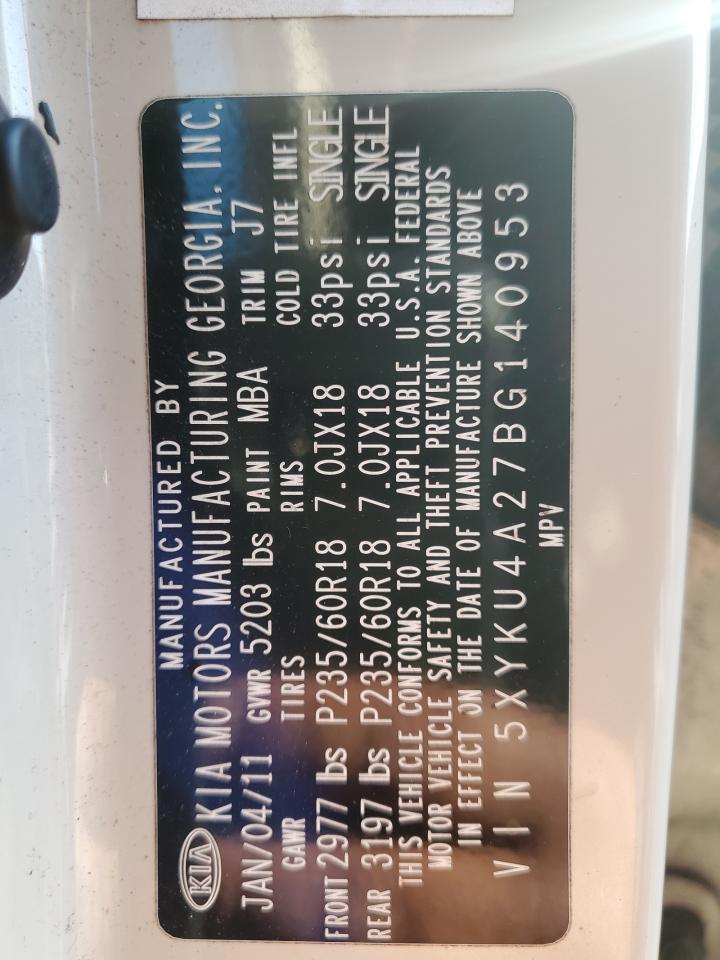 MANUFACTURED BY
KIA KIA MOTORS MANUFACTURING GEORGIA, INC.
JAN/04/11 GVWR 5203 lbs PAINT MBA TRIM J7
GAWR TIRES RIMS COLD TIRE INFL
FRONT 2977 lbs P235/60R18 7.0JX18 33psi SINGLE
REAR 3197 lbs P235/60R18 7.0JX18 33psi SINGLE
THIS VEHICLE CONFORMS TO ALL APPLICABLE U.S.A. FEDERAL
MOTOR VEHICLE SAFETY AND THEFT PREVENTION STANDARDS
IN EFFECT ON THE DATE OF MANUFACTURE SHOWN ABOVE
VIN 5XYKU4A27BG140953
MPV